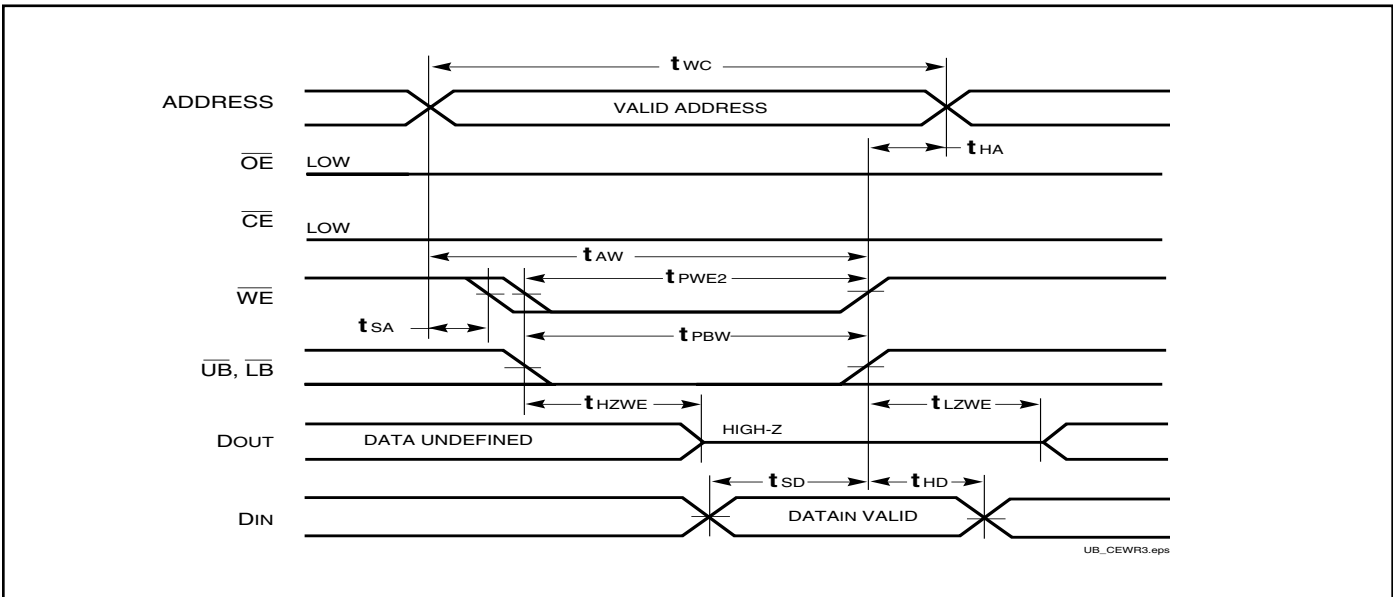 tWC
ADDRESS
VALID ADDRESS
tHA
OE
LOW
CE
LOW
tAW
tPWE2
WE
tSA
tPBW
UB, LB
tHZWE
tLZWE
DOUT
DATA UNDEFINED
HIGH-Z
tSD
tHD
DIN
DATAIN VALID
UB_CEWR3.eps